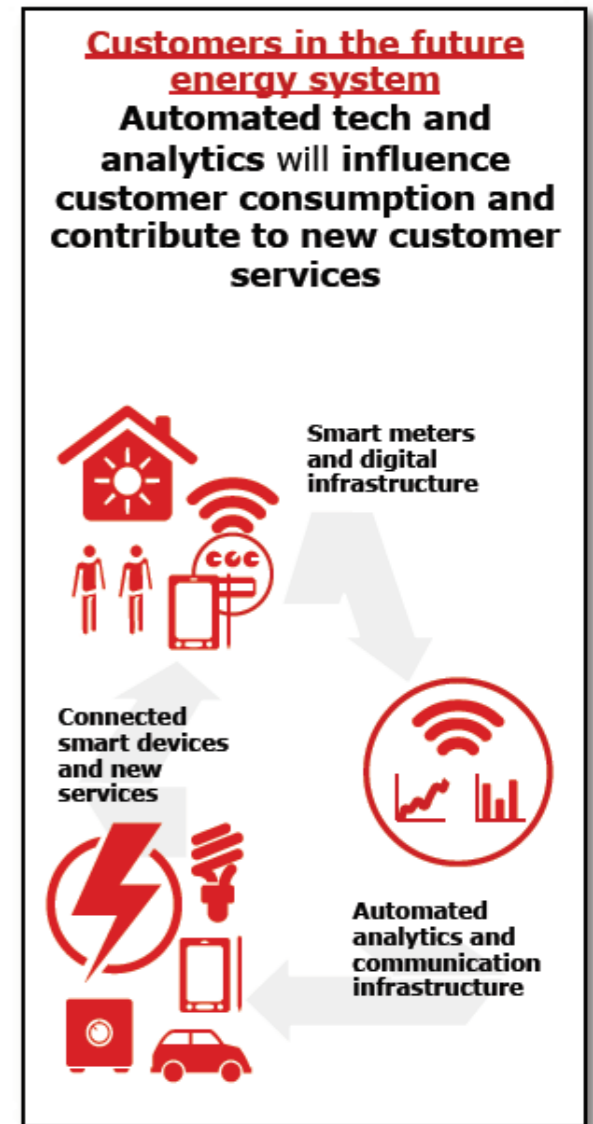 Customers in the future
energy system
Automated tech and
analytics will influence
customer consumption and
contribute to new customer
services
Smart meters
and digital
infrastructure
Connected
smart devices
and new
services
Automated
analytics and
communication
infrastructure